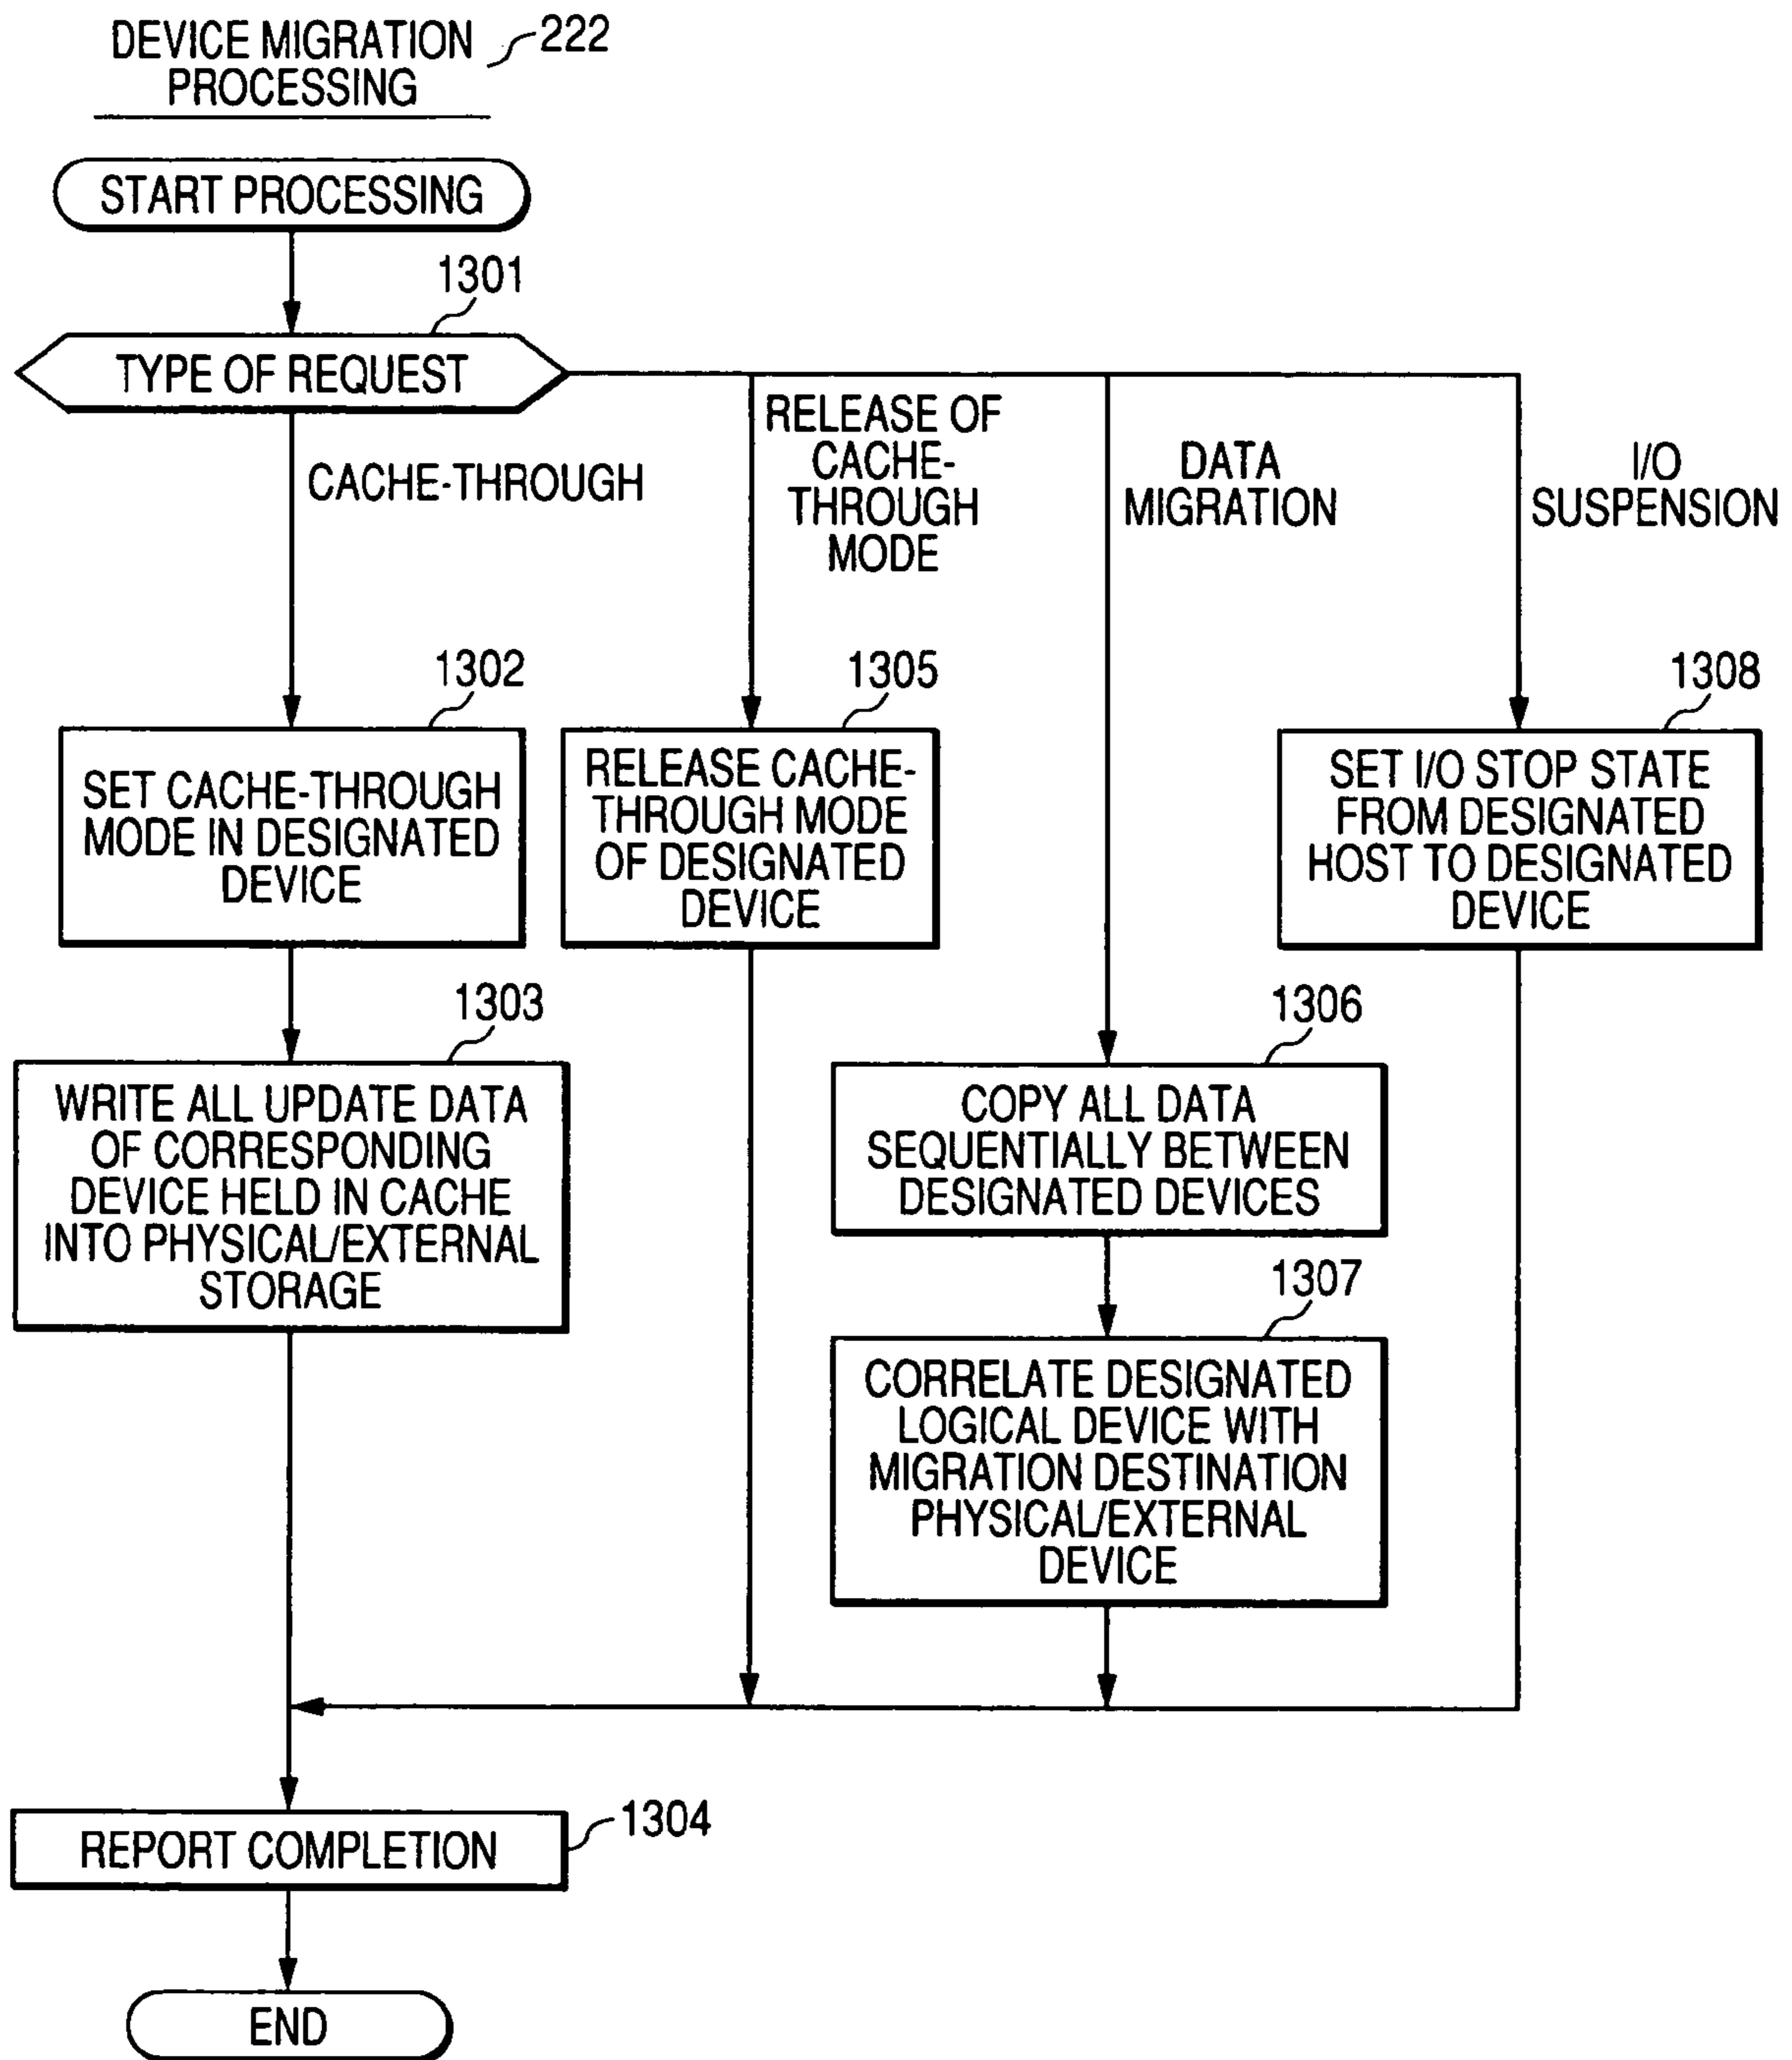 DEVICE MIGRATION
PROCESSING
222
START PROCESSING
1301
TYPE OF REQUEST
CACHE-THROUGH
RELEASE OF
CACHE-
THROUGH
MODE
DATA
MIGRATION
I/O
SUSPENSION
1302
SET CACHE-THROUGH
MODE IN DESIGNATED
DEVICE
1305
RELEASE CACHE-
THROUGH MODE
OF DESIGNATED
DEVICE
1308
SET I/O STOP STATE
FROM DESIGNATED
HOST TO DESIGNATED
DEVICE
1303
WRITE ALL UPDATE DATA
OF CORRESPONDING
DEVICE HELD IN CACHE
INTO PHYSICAL/EXTERNAL
STORAGE
1306
COPY ALL DATA
SEQUENTIALLY BETWEEN
DESIGNATED DEVICES
1307
CORRELATE DESIGNATED
LOGICAL DEVICE WITH
MIGRATION DESTINATION
PHYSICAL/EXTERNAL
DEVICE
1304
REPORT COMPLETION
END